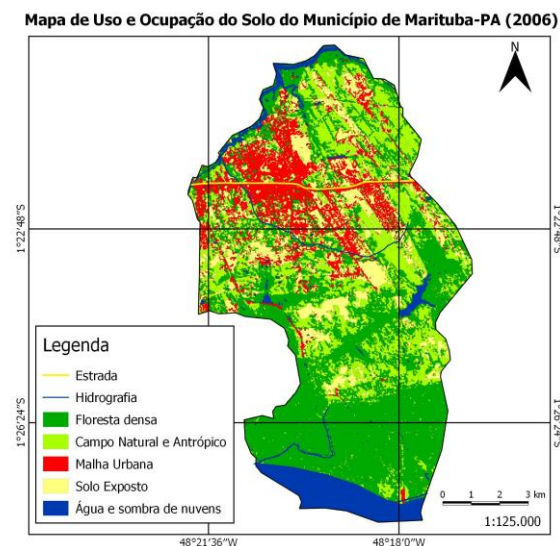 Mapa de Uso e Ocupação do Solo do Município de Marituba-PA (2006)
N
1°22'48"S
1°22'48"S
Legenda
Estrada
Hidrografia
Floresta densa
Campo Natural e Antrópico
Malha Urbana
Solo Exposto
Água e sombra de nuvens
1°26'24"S
1°26'24"S
0 1 2 3 km
1:125.000
48°21'36"W
48°18'0"W